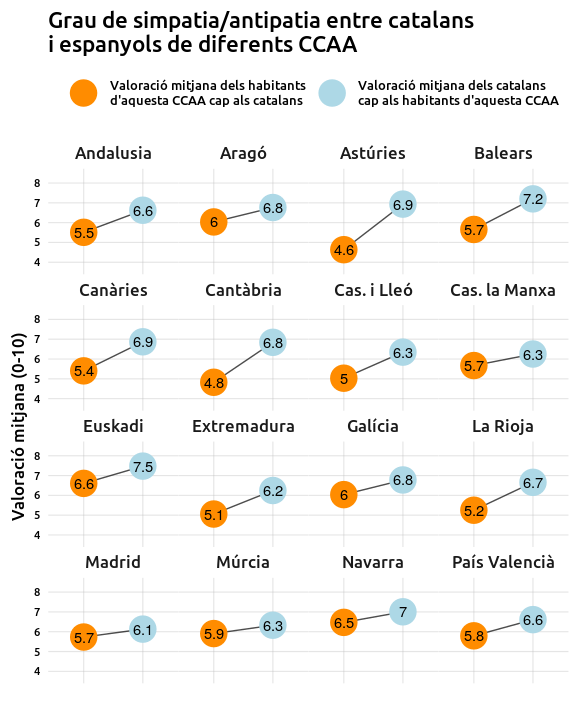 Grau de simpatia/antipatia entre catalans
i espanyols de diferents CCAA
Valoració mitjana dels habitants
d'aquesta CCAA cap als catalans
Valoració mitjana dels catalans
cap als habitants d'aquesta CCAA
Valoració mitjana (0-10)
Andalusia Aragó Astúries Balears
8
7
6
5
4
5.5 6.6 6 6.8 4.6 6.9 5.7 7.2
Canàries Cantàbria Cas. i Lleó Cas. la Manxa
8
7
6
5
4
5.4 6.9 4.8 6.8 5 6.3 5.7 6.3
Euskadi Extremadura Galícia La Rioja
8
7
6
5
4
6.6 7.5 5.1 6.2 6 6.8 5.2 6.7
Madrid Múrcia Navarra País Valencià
8
7
6
5
4
5.7 6.1 5.9 6.3 6.5 7 5.8 6.6